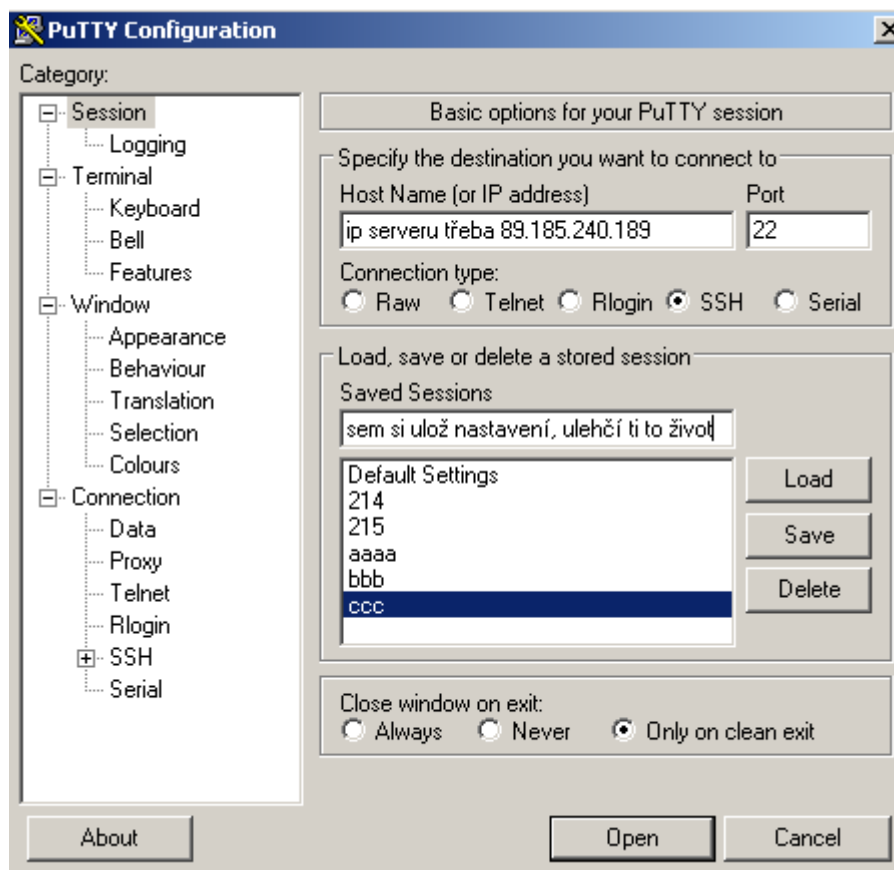 PuTTY Configuration
Category:
Session
Logging
Terminal
Keyboard
Bell
Features
Window
Appearance
Behaviour
Translation
Selection
Colours
Connection
Data
Proxy
Telnet
Rlogin
SSH
Serial
Basic options for your PuTTY session
Specify the destination you want to connect to
Host Name (or IP address) Port
ip serveru třeba 89.185.240.189 22
Connection type:
Raw Telnet Rlogin SSH Serial
Load, save or delete a stored session
Saved Sessions
sem si ulož nastavení, ulehčí ti to život
Default Settings
214
215
aaaa
bbb
ccc
Load
Save
Delete
Close window on exit:
Always Never Only on clean exit
About Open Cancel